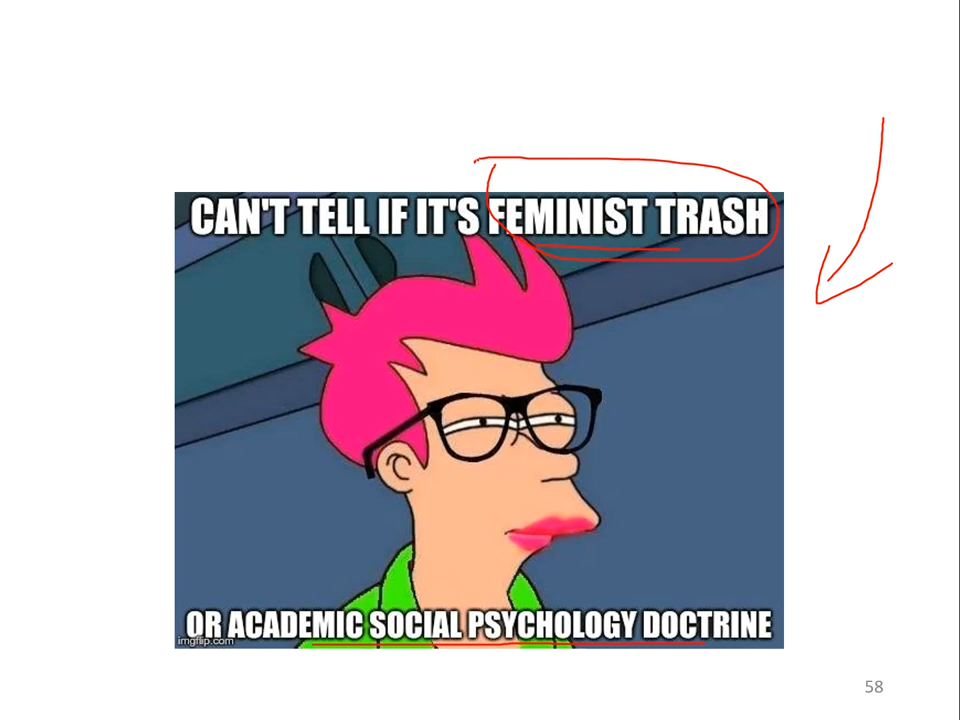 CAN'T TELL IF IT'S FEMINIST TRASH
OR ACADEMIC SOCIAL PSYCHOLOGY DOCTRINE
imgflip.com
58